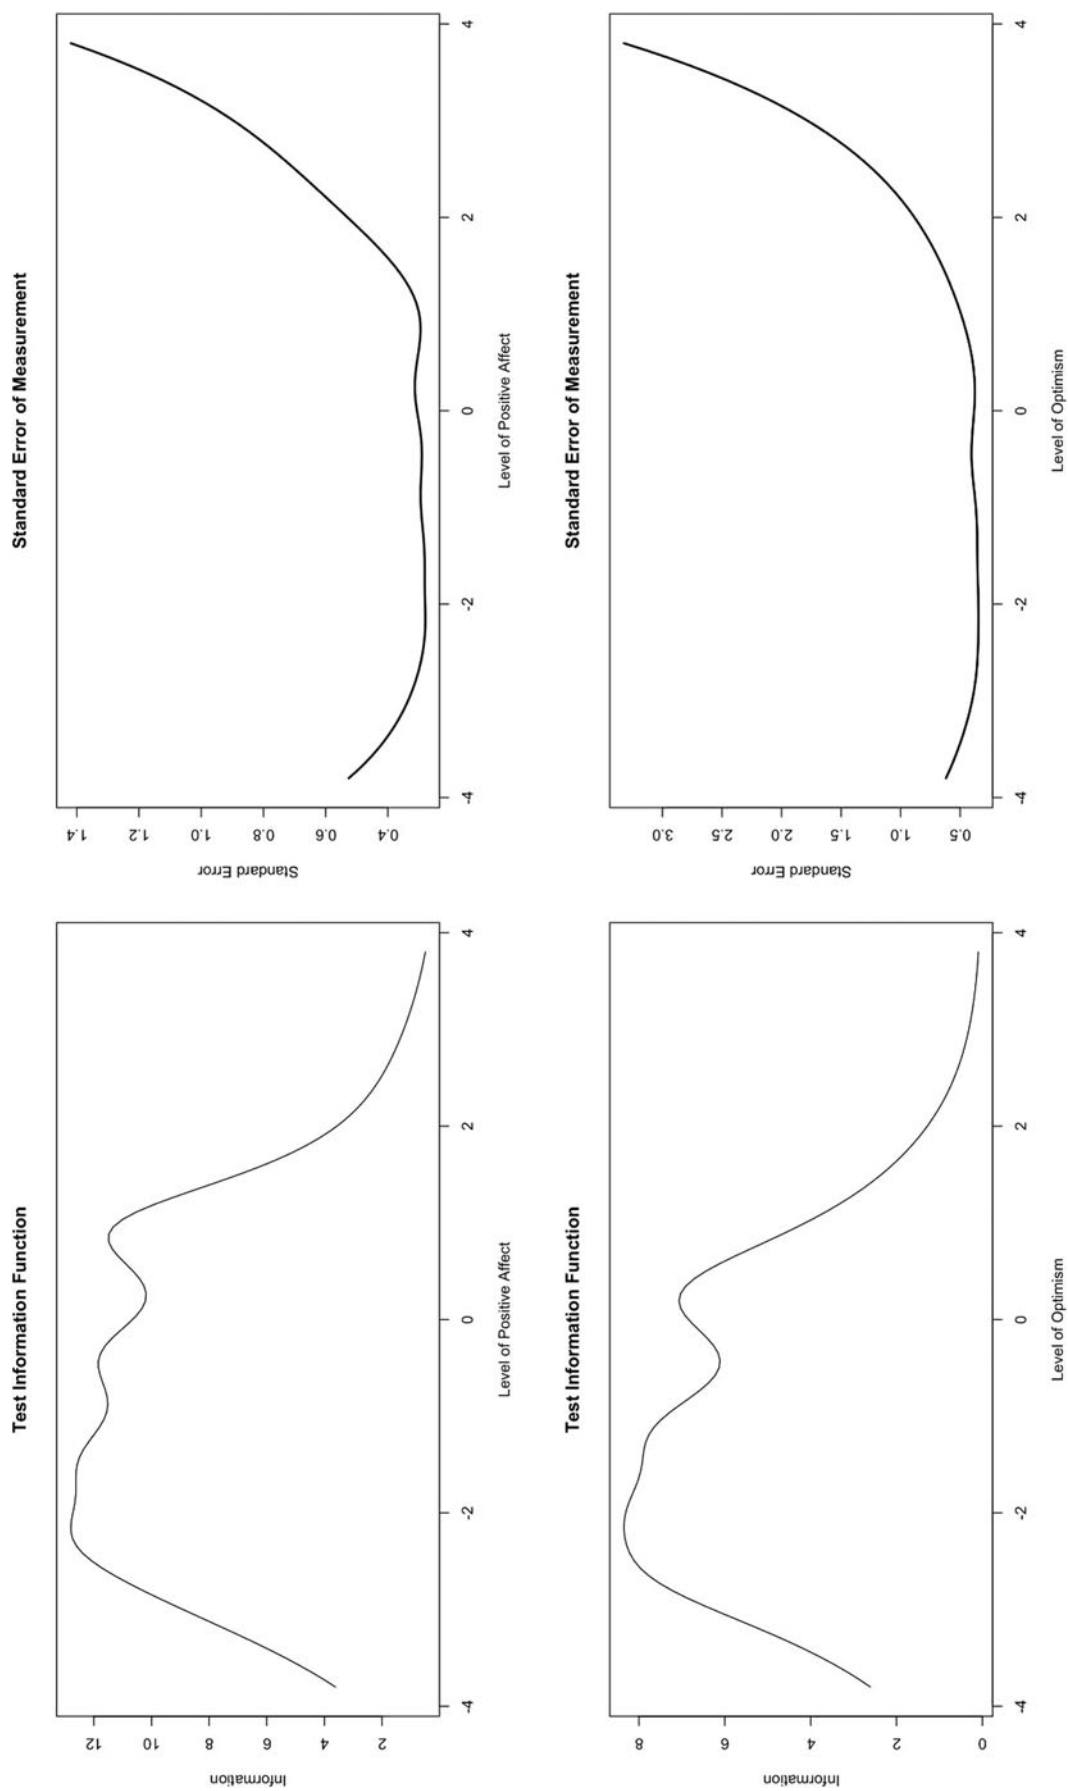 Test Information Function
Information
2 4 6 8 10 12
-4 -2 0 2 4
Level of Positive Affect
Standard Error of Measurement
Standard Error
0.4 0.6 0.8 1.0 1.2 1.4
-4 -2 0 2 4
Level of Positive Affect
Test Information Function
Information
0 2 4 6 8
-4 -2 0 2 4
Level of Optimism
Standard Error of Measurement
Standard Error
0.5 1.0 1.5 2.0 2.5 3.0
-4 -2 0 2 4
Level of Optimism